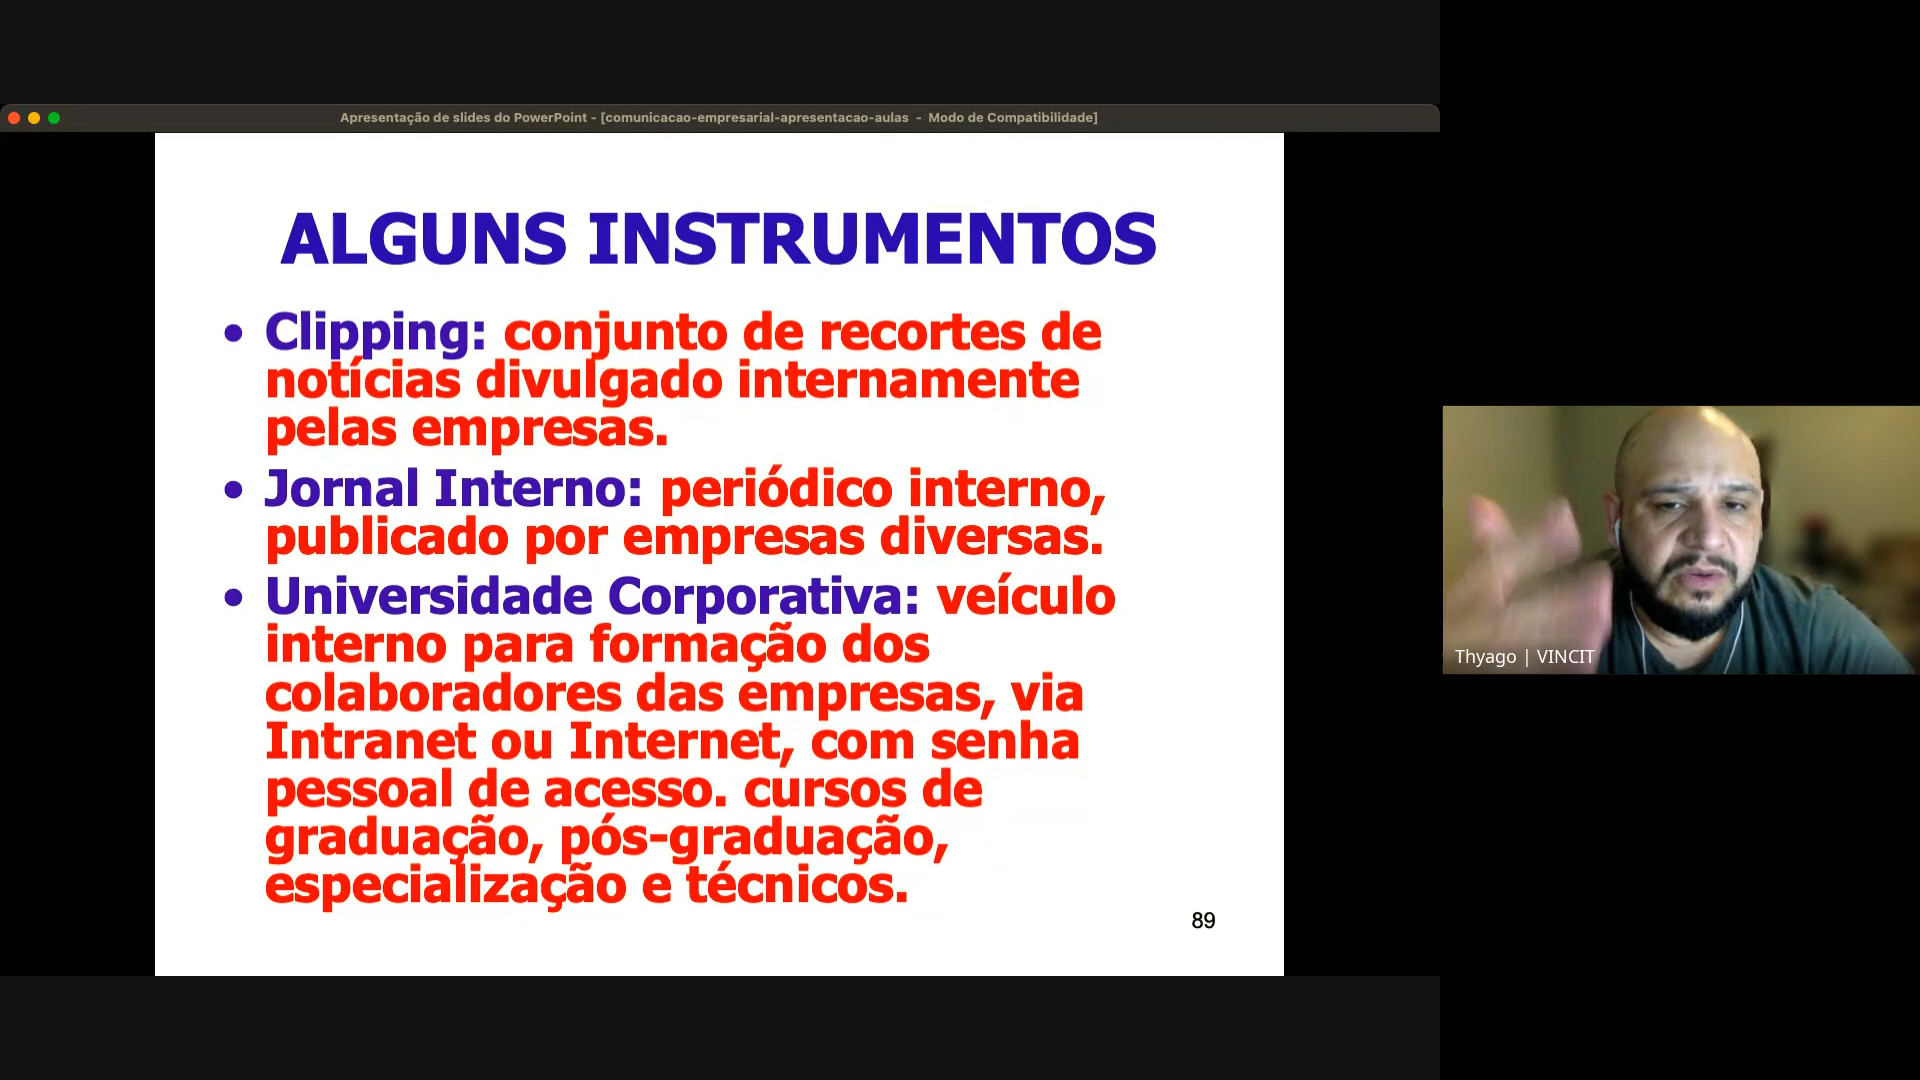 Apresentação de slides do PowerPoint - [comunicacao-empresarial-apresentacao-aulas  -  Modo de Compatibilidade]
ALGUNS INSTRUMENTOS
• Clipping: conjunto de recortes de
notícias divulgado internamente
pelas empresas.
• Jornal Interno: periódico interno,
publicado por empresas diversas.
• Universidade Corporativa: veículo
interno para formação dos
colaboradores das empresas, via
Intranet ou Internet, com senha
pessoal de acesso. cursos de
graduação, pós-graduação,
especialização e técnicos.
89
Thyago | VINCIT